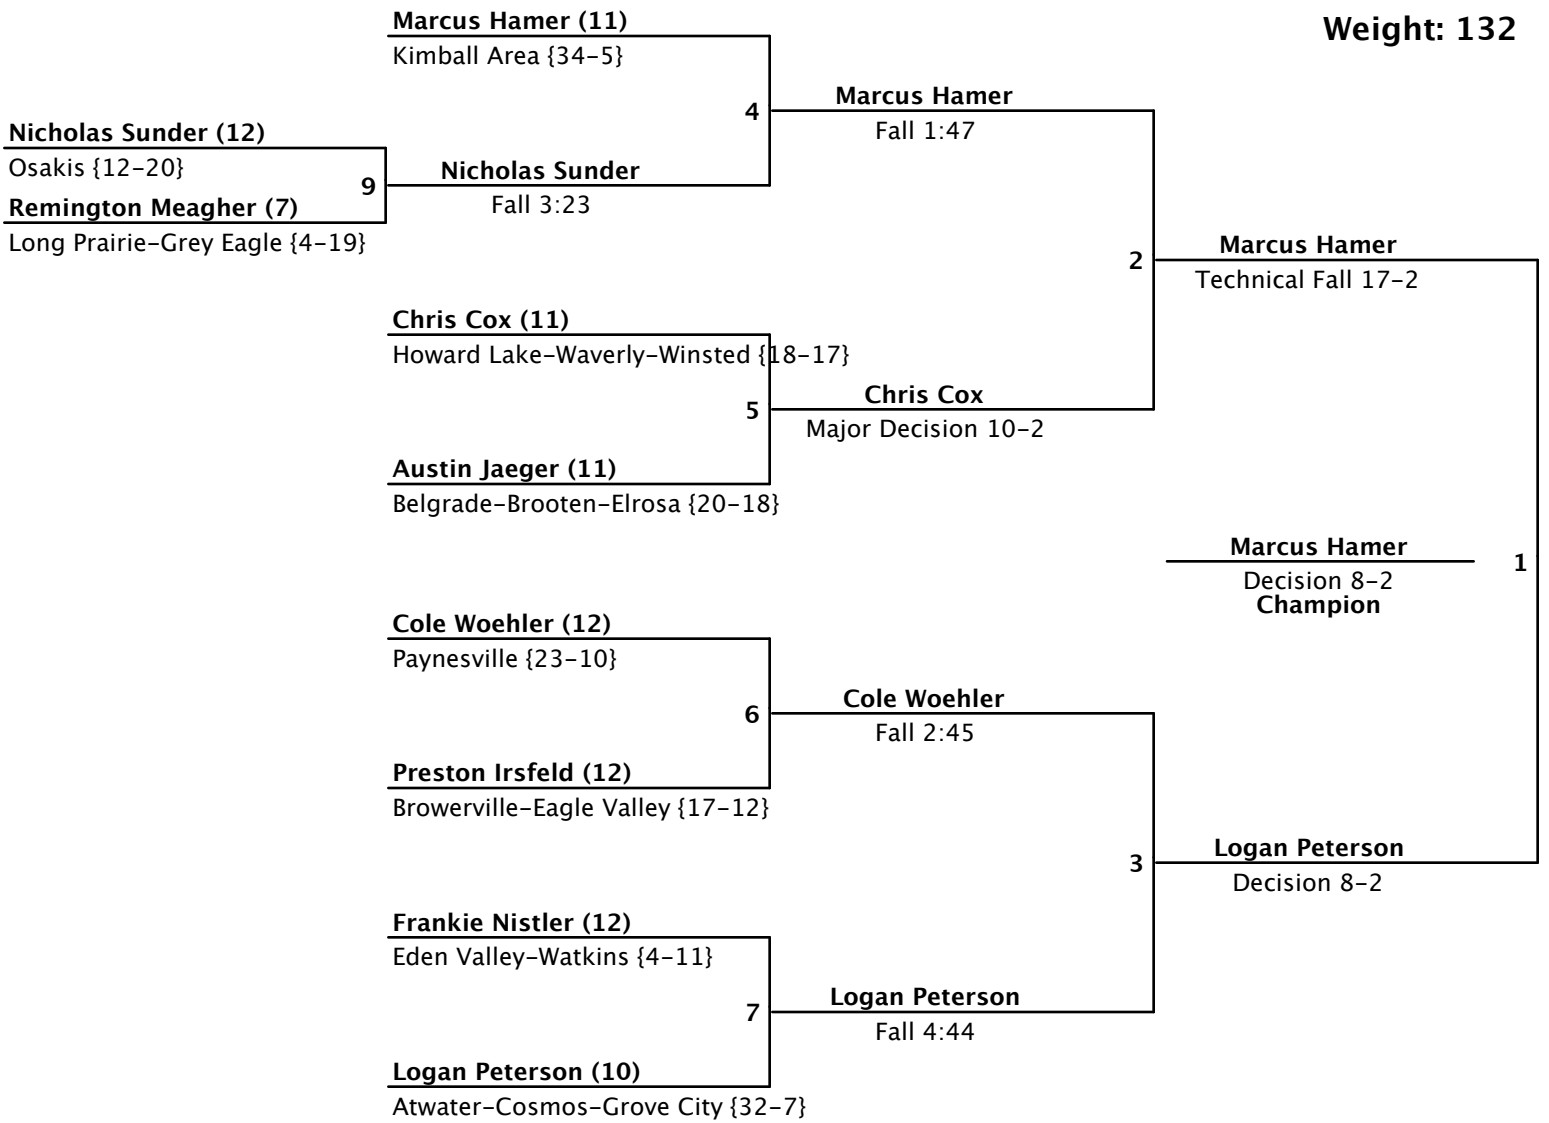 Weight: 132
Marcus Hamer (11)
Kimball Area {34-5}
4
Marcus Hamer
Fall 1:47
Nicholas Sunder (12)
Osakis {12-20}
9
Remington Meagher (7)
Long Prairie-Grey Eagle {4-19}
Nicholas Sunder
Fall 3:23
2
Marcus Hamer
Technical Fall 17-2
Chris Cox (11)
Howard Lake-Waverly-Winsted {18-17}
5
Chris Cox
Major Decision 10-2
Austin Jaeger (11)
Belgrade-Brooten-Elrosa {20-18}
Marcus Hamer
Decision 8-2
Champion
1
Cole Woehler (12)
Paynesville {23-10}
6
Cole Woehler
Fall 2:45
Preston Irsfeld (12)
Browerville-Eagle Valley {17-12}
3
Logan Peterson
Decision 8-2
Frankie Nistler (12)
Eden Valley-Watkins {4-11}
7
Logan Peterson
Fall 4:44
Logan Peterson (10)
Atwater-Cosmos-Grove City {32-7}